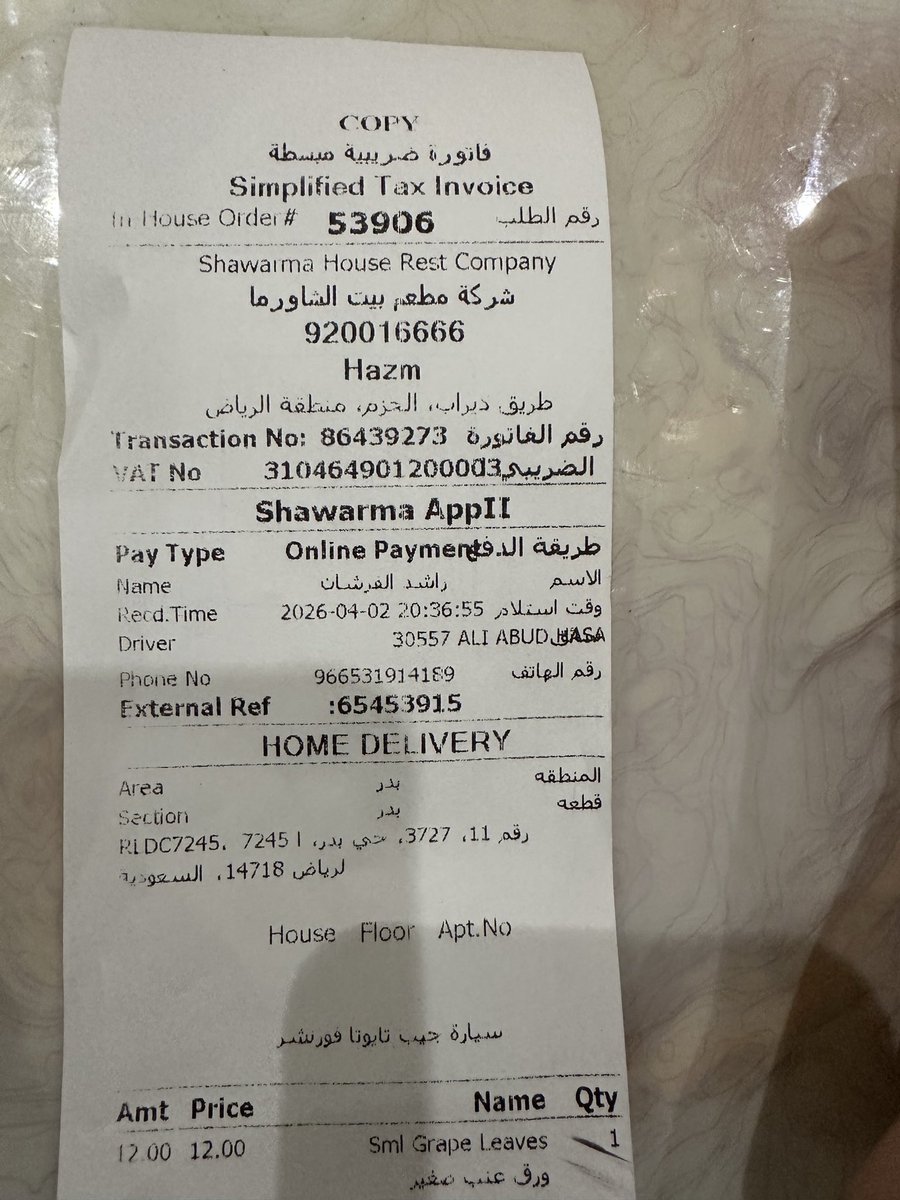 COPY
فاتورة ضريبية مبسطة
Simplified Tax Invoice
In House Order# 53906 رقم الطلب
Shawarma House Rest Company
شركة مطعم بيت الشاورما
920016666
Hazm
طريق ديراب، الحزم، منطقة الرياض
Transaction No: 86439273 رقم الفاتورة
VAT No 310464901200003 الضريبي
Shawarma AppII
Pay Type Online Payment طريقة الدفع
Name راشد الفرشان الاسم
Recd.Time 2026-04-02 20:36:55 وقت استلام
Driver 30557 ALI ABUD HASA
Phone No 966531914189 رقم الهاتف
External Ref :65453915
HOME DELIVERY
Area بدر المنطقه
Section بدر قطعه
رقم 11، 3727، حي بدر، RLDC7245، 7245 ا
لرياض 14718، السعودية
House Floor Apt.No
سيارة جيب تايوتا فورتشر
Amt Price Name Qty
12.00 12.00 Sml Grape Leaves 1
ورق عنب صغير